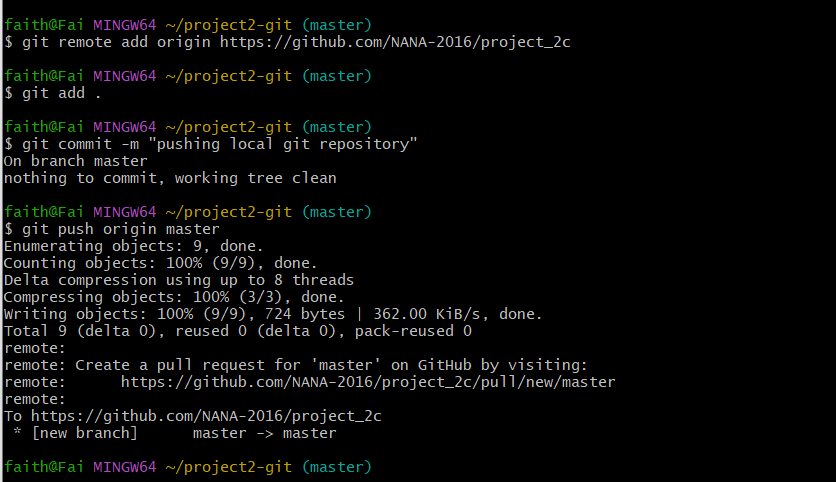 faith@Fai MINGW64 ~/project2-git (master)
$ git remote add origin https://github.com/NANA-2016/project_2c
faith@Fai MINGW64 ~/project2-git (master)
$ git add .
faith@Fai MINGW64 ~/project2-git (master)
$ git commit -m "pushing local git repository"
On branch master
nothing to commit, working tree clean
faith@Fai MINGW64 ~/project2-git (master)
$ git push origin master
Enumerating objects: 9, done.
Counting objects: 100% (9/9), done.
Delta compression using up to 8 threads
Compressing objects: 100% (3/3), done.
Writing objects: 100% (9/9), 724 bytes | 362.00 KiB/s, done.
Total 9 (delta 0), reused 0 (delta 0), pack-reused 0
remote:
remote: Create a pull request for 'master' on GitHub by visiting:
remote:      https://github.com/NANA-2016/project_2c/pull/new/master
remote:
To https://github.com/NANA-2016/project_2c
 * [new branch]      master -> master
faith@Fai MINGW64 ~/project2-git (master)